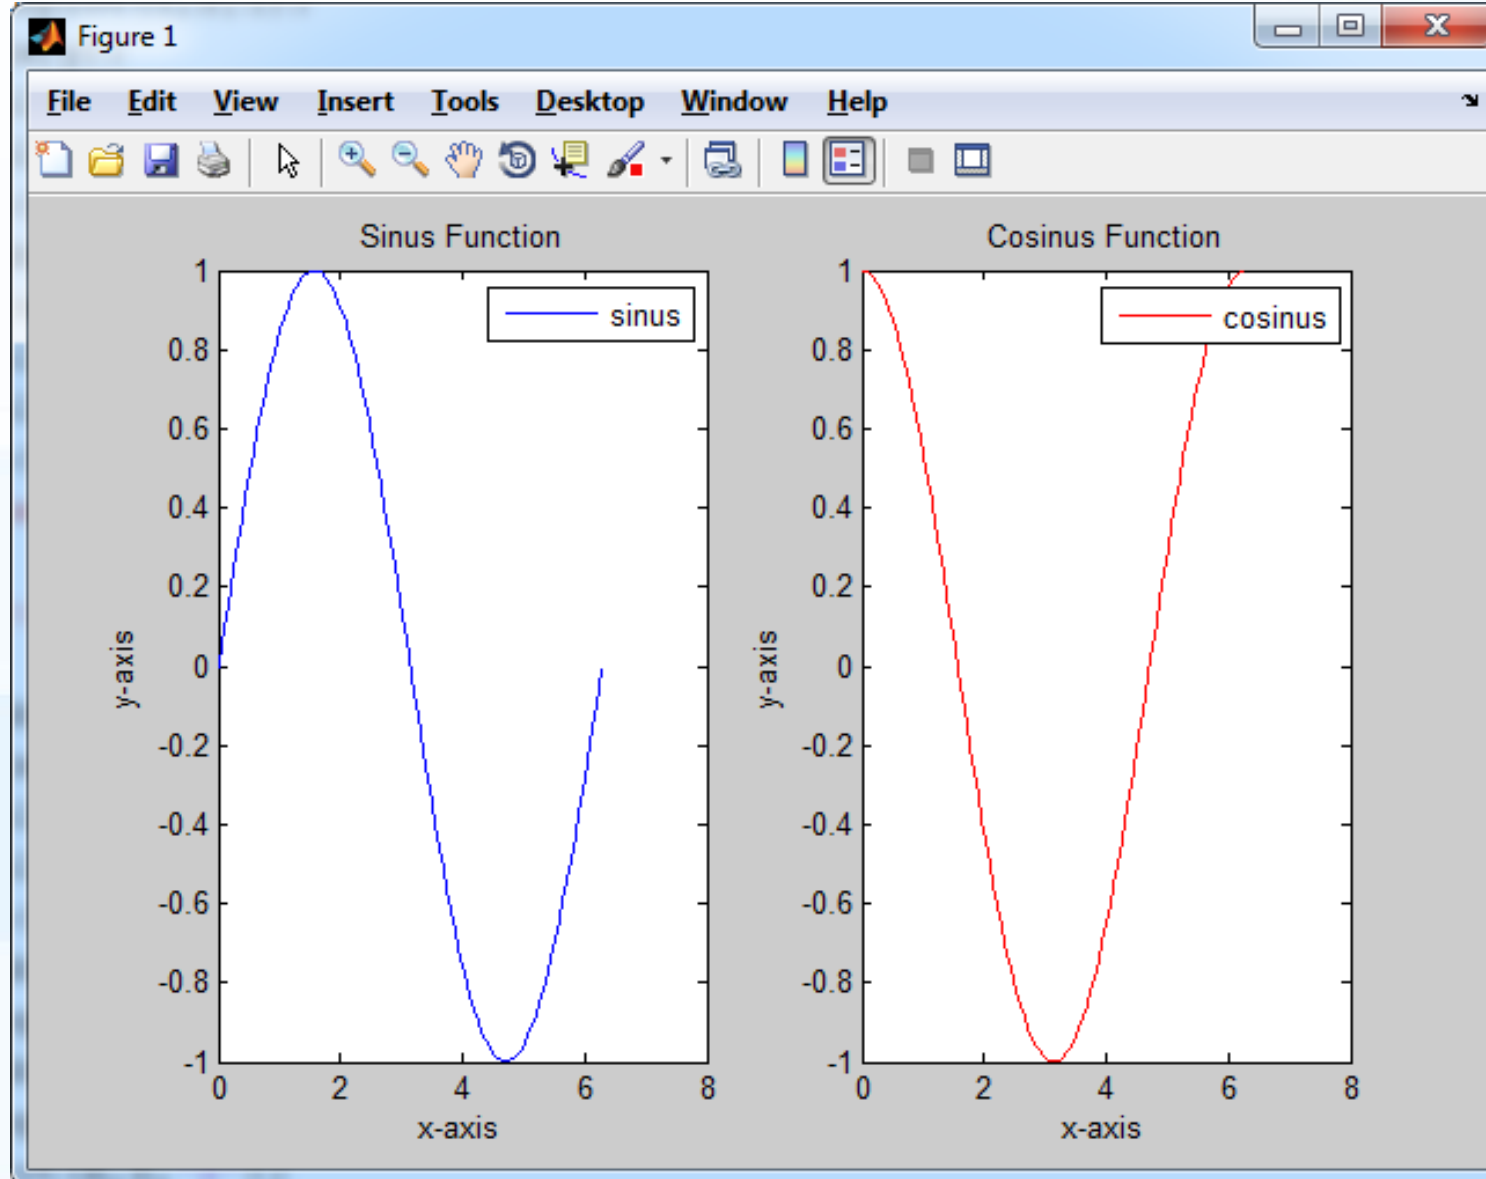 Figure 1
File Edit View Insert Tools Desktop Window Help
Sinus Function
sinus
1
0.8
0.6
0.4
0.2
0
-0.2
-0.4
-0.6
-0.8
-1
y-axis
0 2 4 6 8
x-axis
Cosinus Function
cosinus
1
0.8
0.6
0.4
0.2
0
-0.2
-0.4
-0.6
-0.8
-1
y-axis
0 2 4 6 8
x-axis